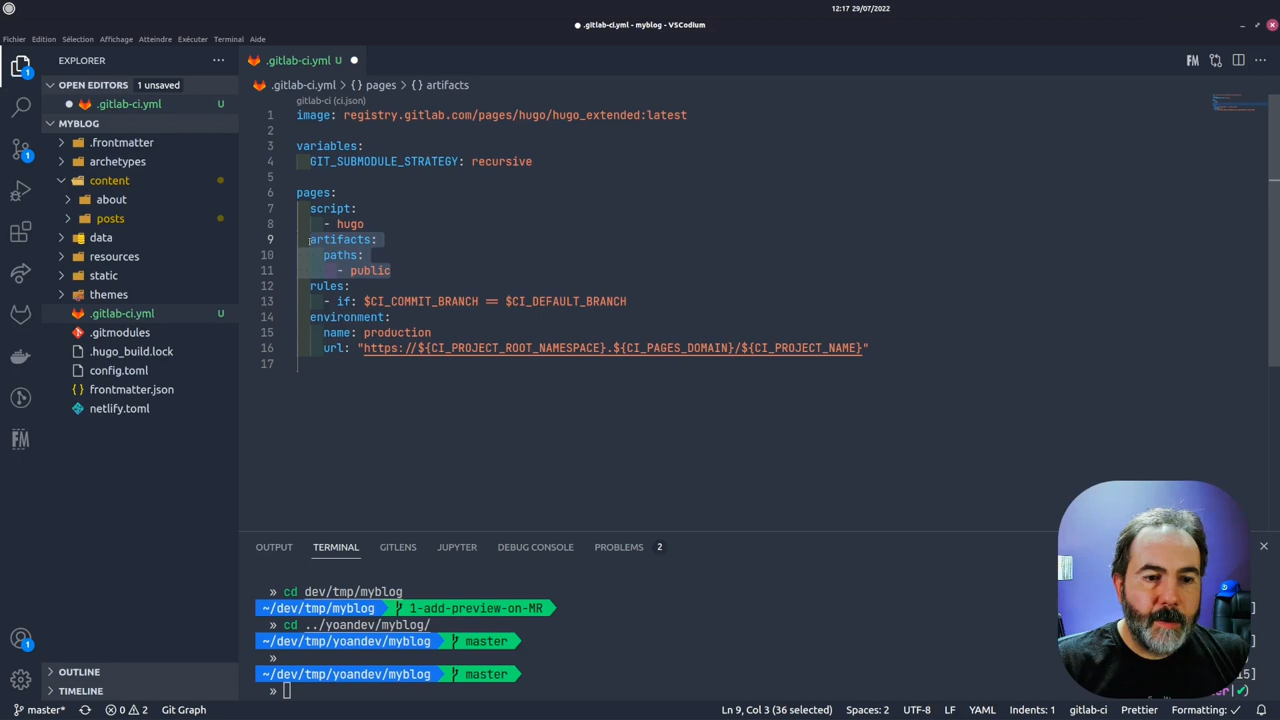 12:17 29/07/2022
.gitlab-ci.yml - myblog - VSCodium
Fichier Edition Sélection Affichage Atteindre Exécuter Terminal Aide
EXPLORER
OPEN EDITORS 1 unsaved
.gitlab-ci.yml U
MYBLOG
.frontmatter
archetypes
content
about
posts
data
resources
static
themes
.gitlab-ci.yml U
.gitmodules
.hugo_build.lock
config.toml
frontmatter.json
netlify.toml
OUTLINE
TIMELINE
.gitlab-ci.yml U
FM
.gitlab-ci.yml > {} pages > {} artifacts
gitlab-ci (ci.json)
1 image: registry.gitlab.com/pages/hugo/hugo_extended:latest
2
3 variables:
4 GIT_SUBMODULE_STRATEGY: recursive
5
6 pages:
7 script:
8 - hugo
9 artifacts:
10 paths:
11 - public
12 rules:
13 - if: $CI_COMMIT_BRANCH == $CI_DEFAULT_BRANCH
14 environment:
15 name: production
16 url: "https://${CI_PROJECT_ROOT_NAMESPACE}.${CI_PAGES_DOMAIN}/${CI_PROJECT_NAME}"
17
OUTPUT TERMINAL GITLENS JUPYTER DEBUG CONSOLE PROBLEMS 2
» cd dev/tmp/myblog
~/dev/tmp/myblog 1-add-preview-on-MR
» cd ../yoandev/myblog/
~/dev/tmp/yoandev/myblog master
»
~/dev/tmp/yoandev/myblog master
»
master* 0 2 Git Graph
Ln 9, Col 3 (36 selected) Spaces: 2 UTF-8 LF YAML Indents: 1 gitlab-ci Prettier Formatting: ✓